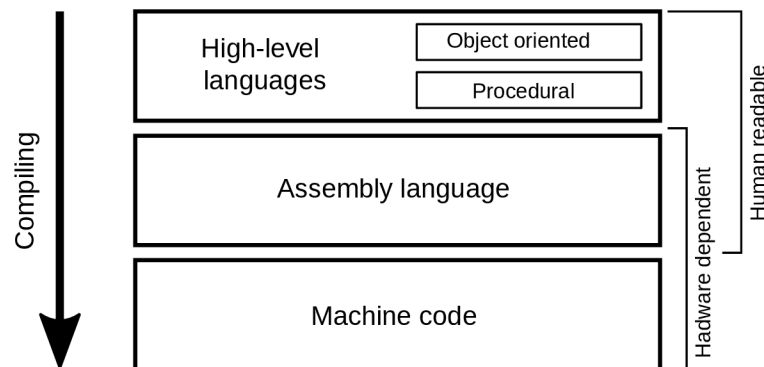 High-level
languages
Object oriented
Procedural
Compiling
Assembly language
Machine code
Hadware dependent
Human readable